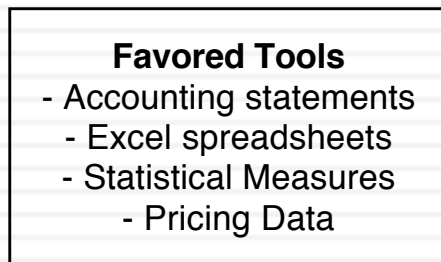 Favored Tools
- Accounting statements
- Excel spreadsheets
- Statistical Measures
- Pricing Data